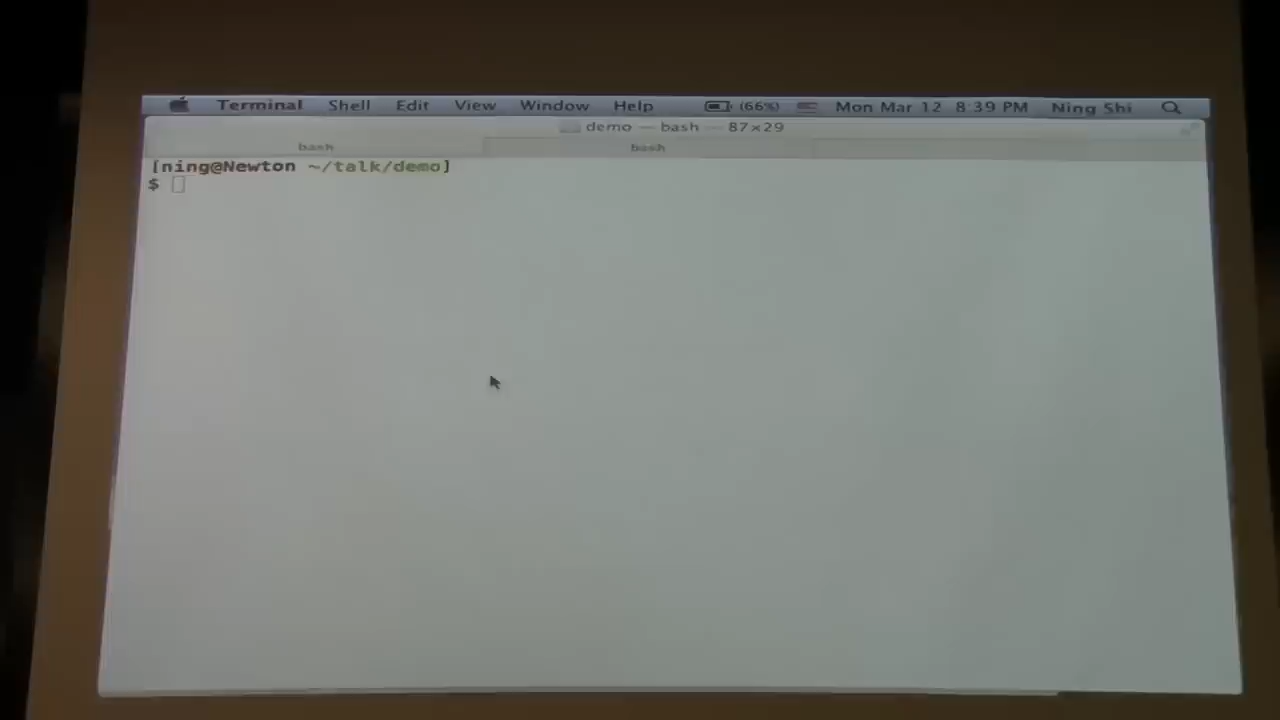 Terminal Shell Edit View Window Help (66%) Mon Mar 12 8:39 PM Ning Shi
demo — bash — 87×29
bash bash
[ning@Newton ~/talk/demo]
$